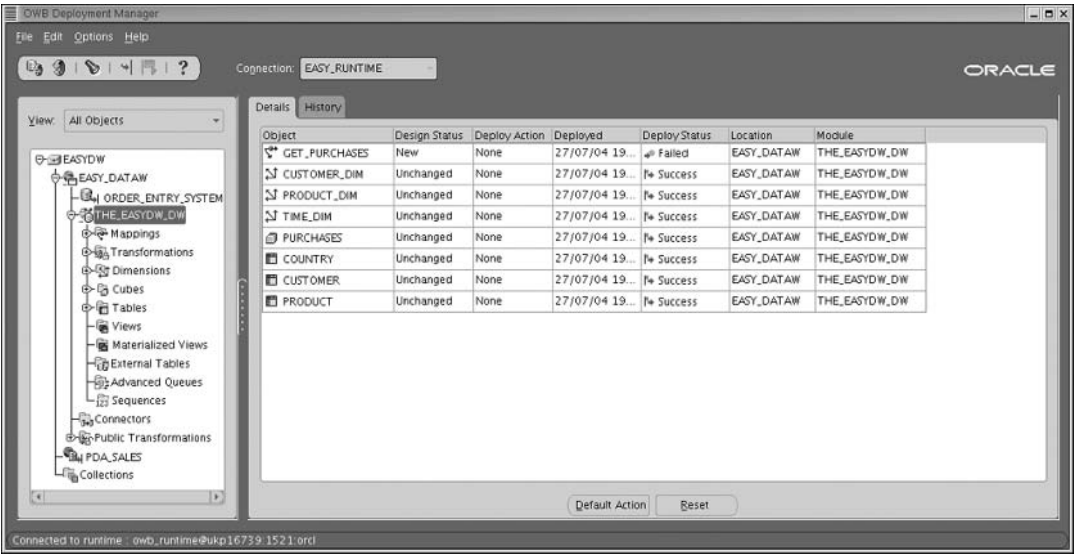 OWB Deployment Manager
File Edit Options Help
Connection: EASY_RUNTIME
ORACLE
View: All Objects
EASYDW
EASY_DATAW
ORDER_ENTRY_SYSTEM
THE_EASYDW_DW
Mappings
Transformations
Dimensions
Cubes
Tables
Views
Materialized Views
External Tables
Advanced Queues
Sequences
Connectors
Public Transformations
PDA_SALES
Collections
Details History
Object Design Status Deploy Action Deployed Deploy Status Location Module
GET_PURCHASES New None 27/07/04 19... Failed EASY_DATAW THE_EASYDW_DW
CUSTOMER_DIM Unchanged None 27/07/04 19... Success EASY_DATAW THE_EASYDW_DW
PRODUCT_DIM Unchanged None 27/07/04 19... Success EASY_DATAW THE_EASYDW_DW
TIME_DIM Unchanged None 27/07/04 19... Success EASY_DATAW THE_EASYDW_DW
PURCHASES Unchanged None 27/07/04 19... Success EASY_DATAW THE_EASYDW_DW
COUNTRY Unchanged None 27/07/04 19... Success EASY_DATAW THE_EASYDW_DW
CUSTOMER Unchanged None 27/07/04 19... Success EASY_DATAW THE_EASYDW_DW
PRODUCT Unchanged None 27/07/04 19... Success EASY_DATAW THE_EASYDW_DW
Default Action Reset
Connected to runtime : owb_runtime@ukp16739:1521:orcl